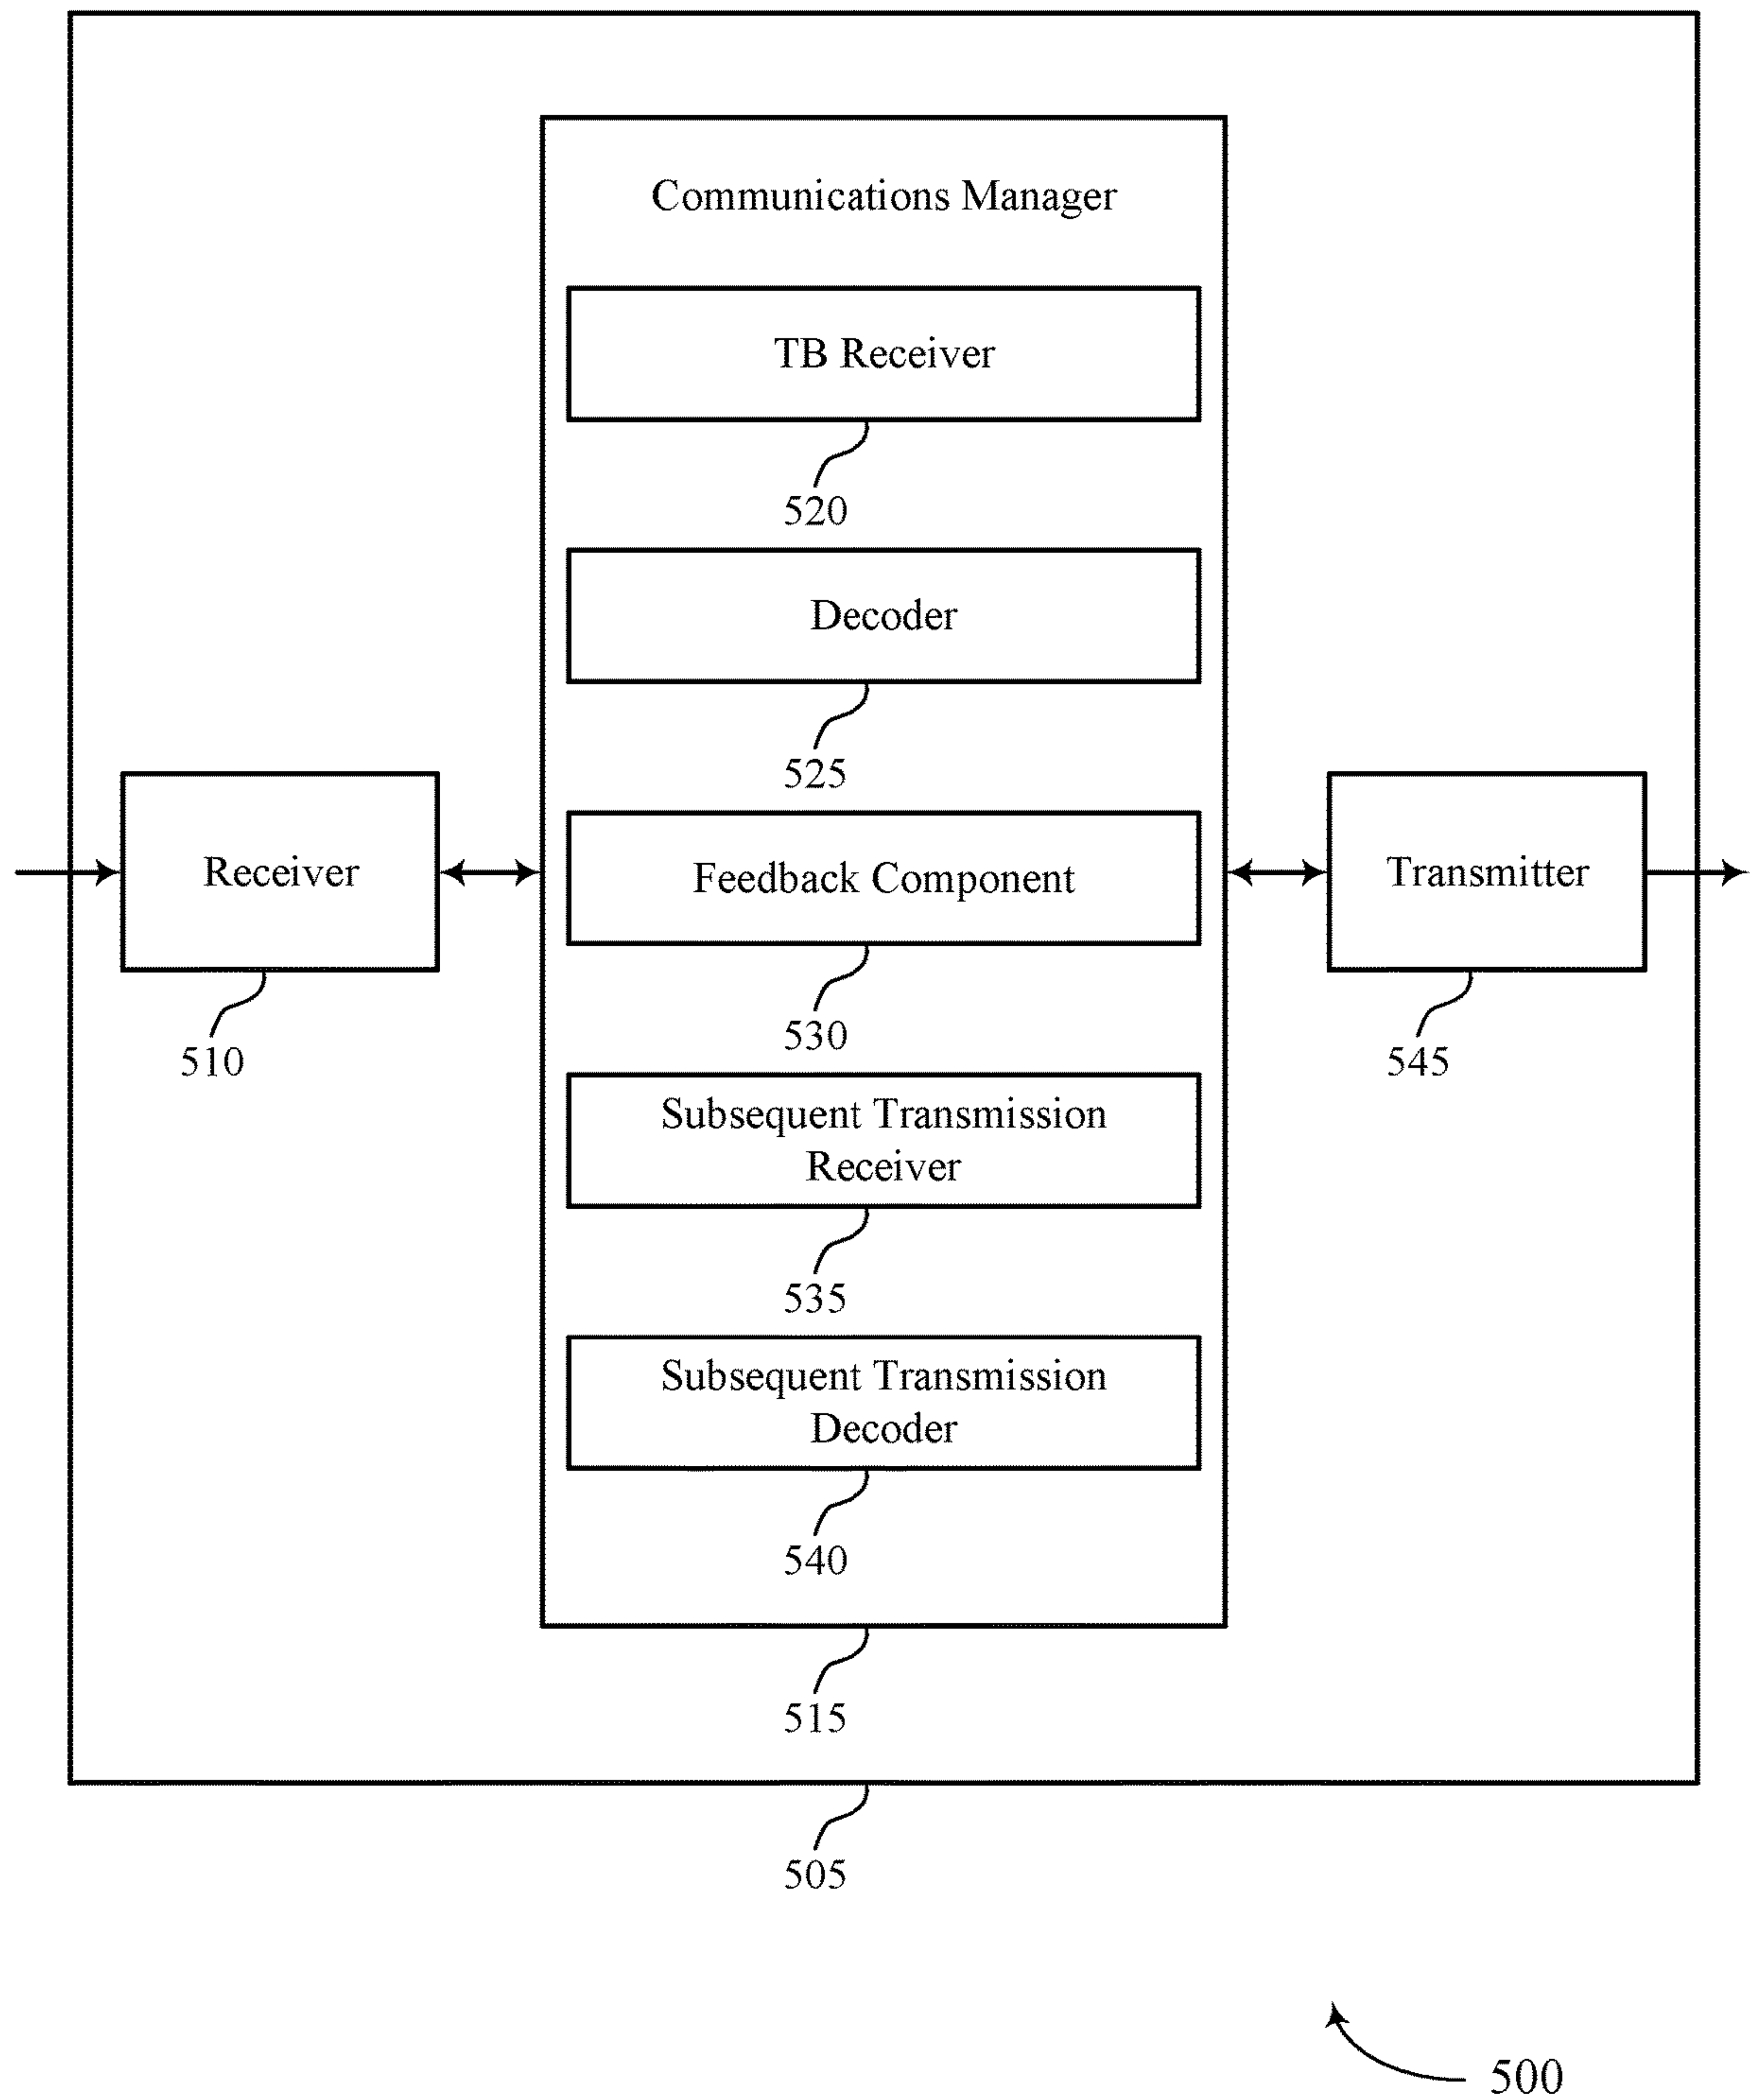 Communications Manager
TB Receiver
520
Decoder
525
Receiver
510
Feedback Component
530
Transmitter
545
Subsequent Transmission
Receiver
535
Subsequent Transmission
Decoder
540
515
505
500